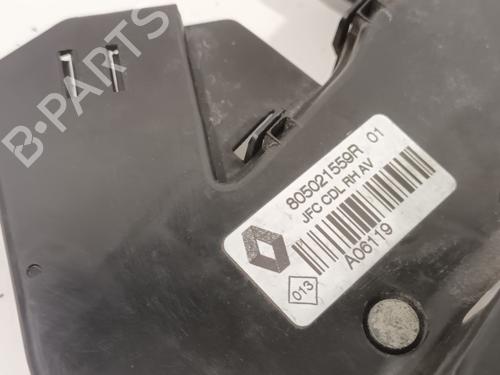 B-PARTS
805021559R 01
JFC CDL RH AV
A06119
013